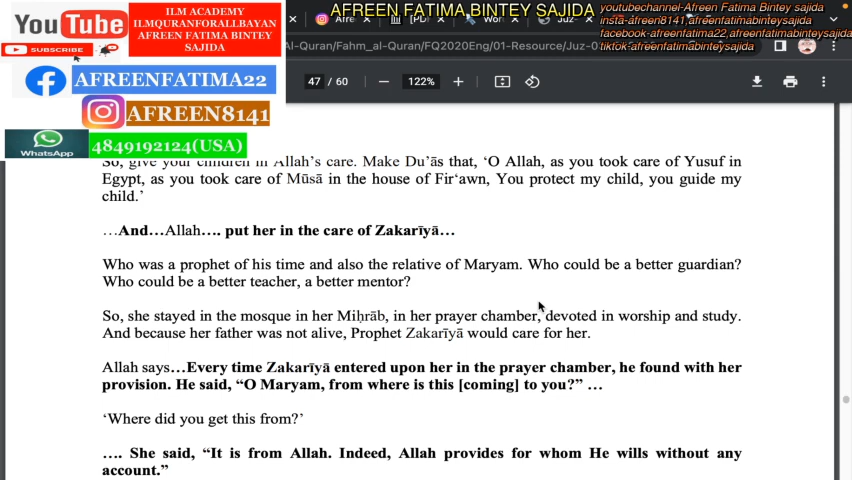 AFREEN FATIMA BINTEY SAJIDA
youtubechannel-Afreen Fatima Bintey sajida
insta-afreen8141,afreenfatimabinteysajida
facebook-afreenfatima22,afreenfatimabinteysajida
tiktok-afreenfatimabinteysajida
YouTube
SUBSCRIBE
ILM ACADEMY
ILMQURANFORALLBAYAN
AFREEN FATIMA BINTEY
SAJIDA
AFREENFATIMA22
AFREEN8141
WhatsApp
4849192124(USA)
Al-Quran/Fahm_al-Quran/FQ2020Eng/01-Resource/Juz-0
47 / 60
122%
So, give your children in Allah's care. Make Du'ās that, ‘O Allah, as you took care of Yusuf in
Egypt, as you took care of Mūsā in the house of Fir‘awn, You protect my child, you guide my
child.’
…And…Allah…. put her in the care of Zakarīyā…
Who was a prophet of his time and also the relative of Maryam. Who could be a better guardian?
Who could be a better teacher, a better mentor?
So, she stayed in the mosque in her Miḥrāb, in her prayer chamber, devoted in worship and study.
And because her father was not alive, Prophet Zakarīyā would care for her.
Allah says…Every time Zakarīyā entered upon her in the prayer chamber, he found with her
provision. He said, “O Maryam, from where is this [coming] to you?” …
‘Where did you get this from?’
…. She said, “It is from Allah. Indeed, Allah provides for whom He wills without any
account.”